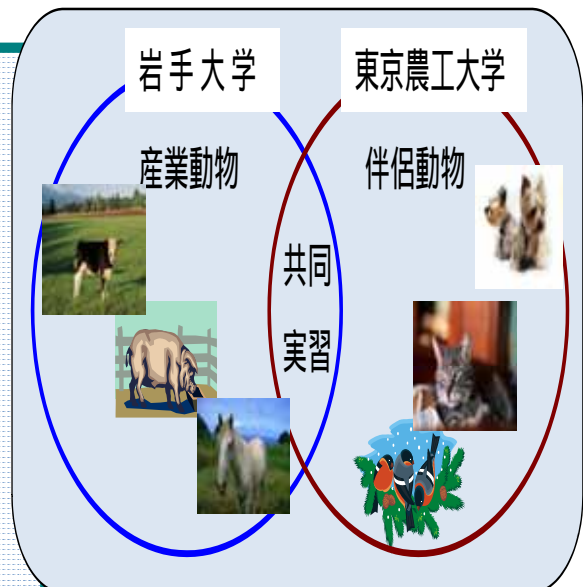 岩手大学
東京農工大学
産業動物
伴侶動物
共同
実習